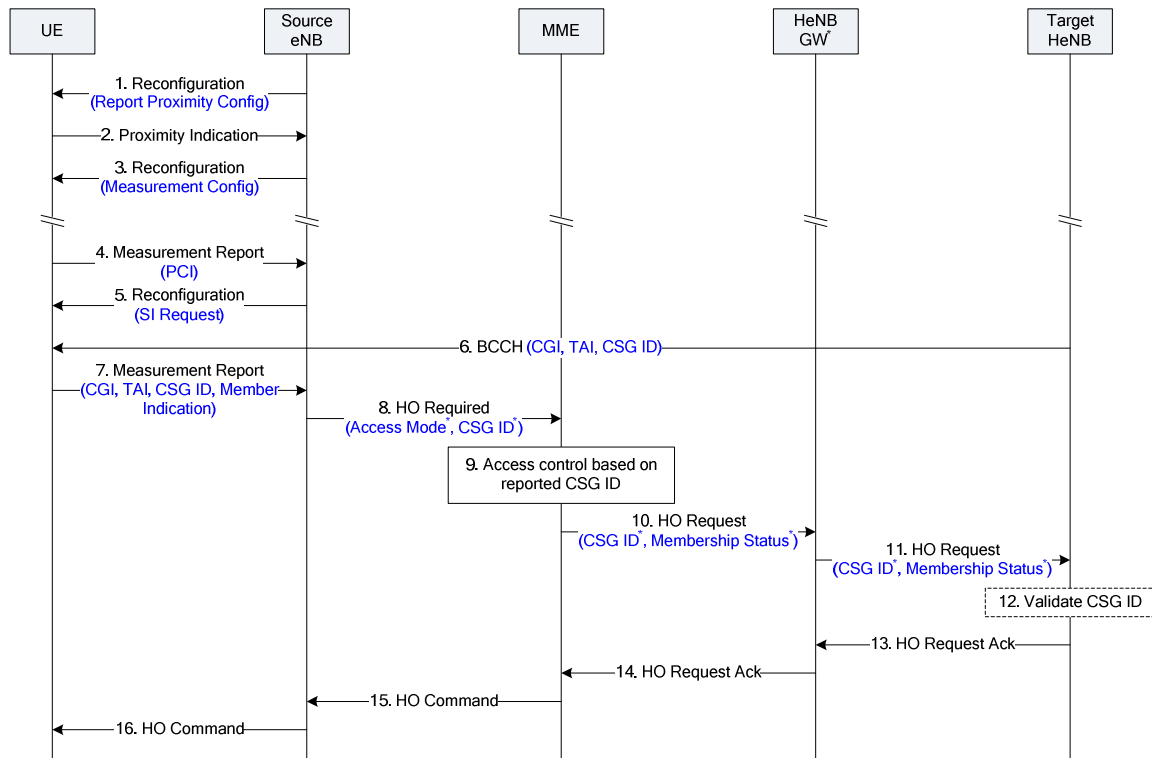 UE
Source
eNB
MME
HeNB
GW*
Target
HeNB
1. Reconfiguration
(Report Proximity Config)
2. Proximity Indication
3. Reconfiguration
(Measurement Config)
4. Measurement Report
(PCI)
5. Reconfiguration
(SI Request)
6. BCCH (CGI, TAI, CSG ID)
7. Measurement Report
(CGI, TAI, CSG ID, Member
Indication)
8. HO Required
(Access Mode*, CSG ID*)
9. Access control based on
reported CSG ID
10. HO Request
(CSG ID*, Membership Status*)
11. HO Request
(CSG ID*, Membership Status*)
12. Validate CSG ID
13. HO Request Ack
14. HO Request Ack
15. HO Command
16. HO Command